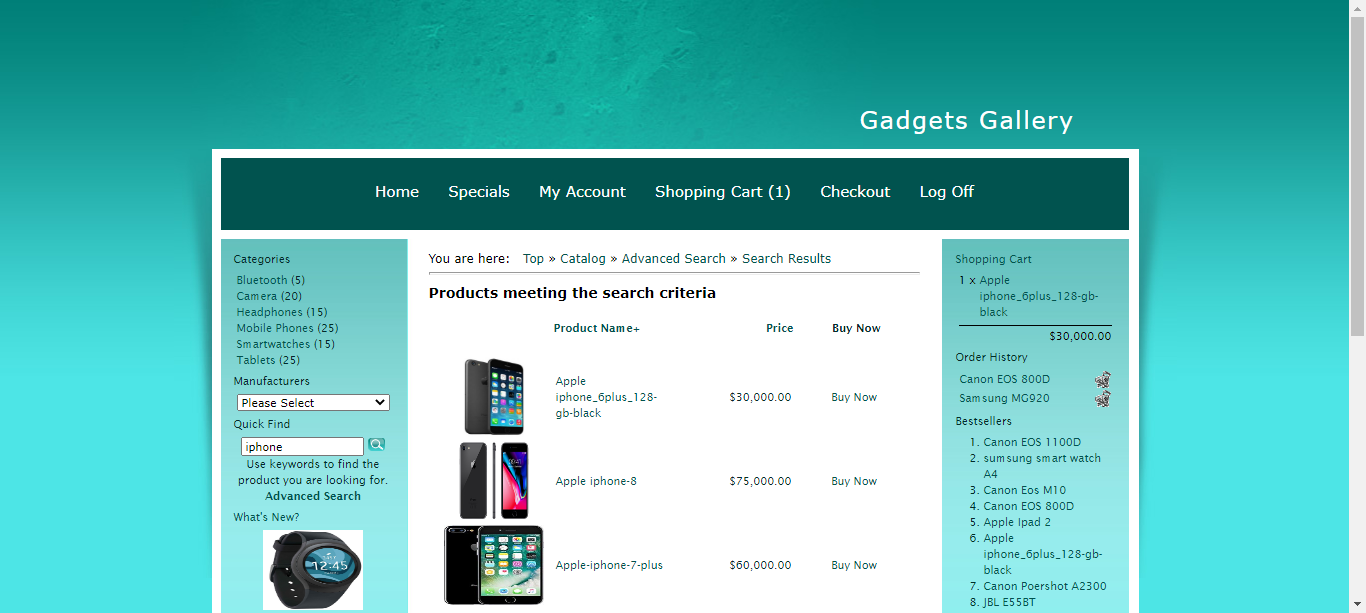 Gadgets Gallery
Home Specials My Account Shopping Cart (1) Checkout Log Off
Categories
Bluetooth (5)
Camera (20)
Headphones (15)
Mobile Phones (25)
Smartwatches (15)
Tablets (25)
Manufacturers
Please Select
Quick Find
iphone
Use keywords to find the
product you are looking for.
Advanced Search
What's New?
12:45
You are here: Top » Catalog » Advanced Search » Search Results
Products meeting the search criteria
Product Name+ Price Buy Now
Apple
iphone_6plus_128-
gb-black
$30,000.00 Buy Now
Apple iphone-8 $75,000.00 Buy Now
Apple-iphone-7-plus $60,000.00 Buy Now
Shopping Cart
1 x Apple
iphone_6plus_128-gb-
black
$30,000.00
Order History
Canon EOS 800D
Samsung MG920
Bestsellers
1. Canon EOS 1100D
2. sumsung smart watch
A4
3. Canon Eos M10
4. Canon EOS 800D
5. Apple Ipad 2
6. Apple
iphone_6plus_128-gb-
black
7. Canon Poershot A2300
8. JBL E55BT